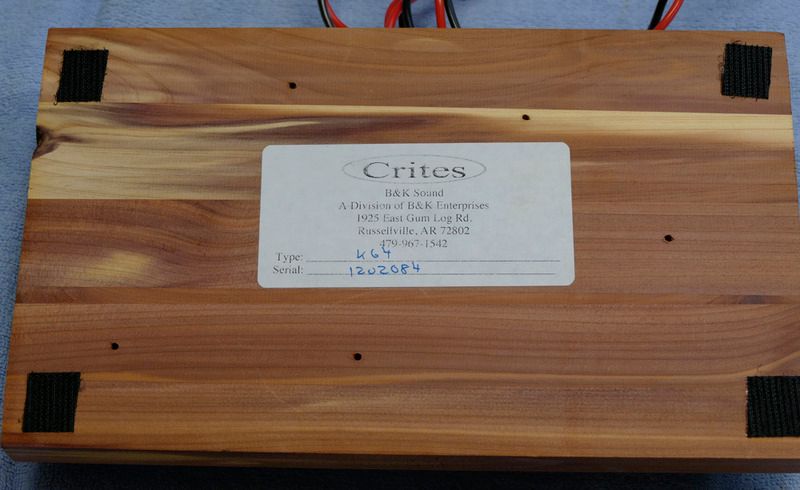 Crites
B&K Sound
A Division of B&K Enterprises
1925 East Gum Log Rd.
Russellville, AR 72802
479-967-1542
Type: K64
Serial: 1202084